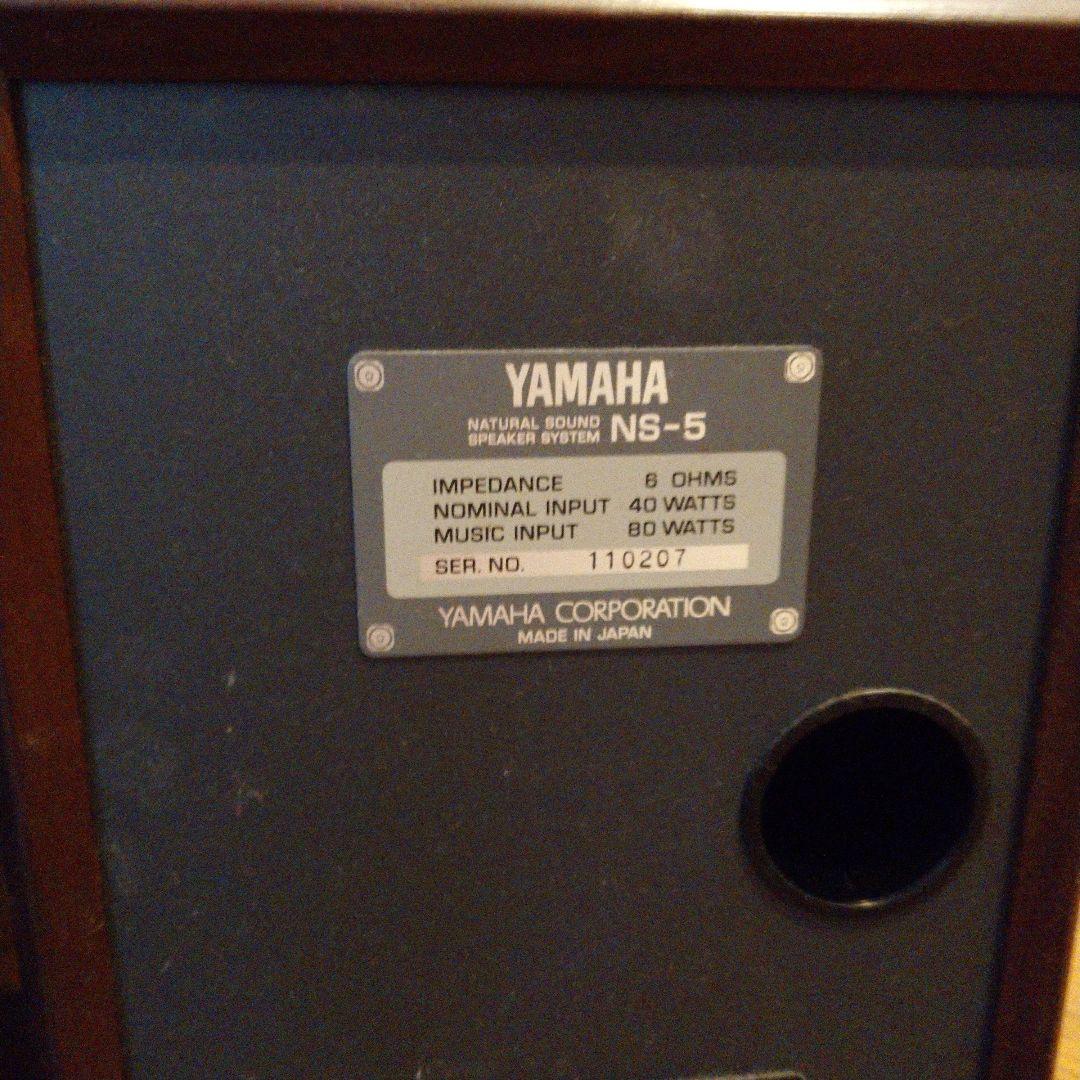 YAMAHA
NATURAL SOUND
SPEAKER SYSTEM NS-5
IMPEDANCE 6 OHMS
NOMINAL INPUT 40 WATTS
MUSIC INPUT 80 WATTS
SER. NO. 110207
YAMAHA CORPORATION
MADE IN JAPAN